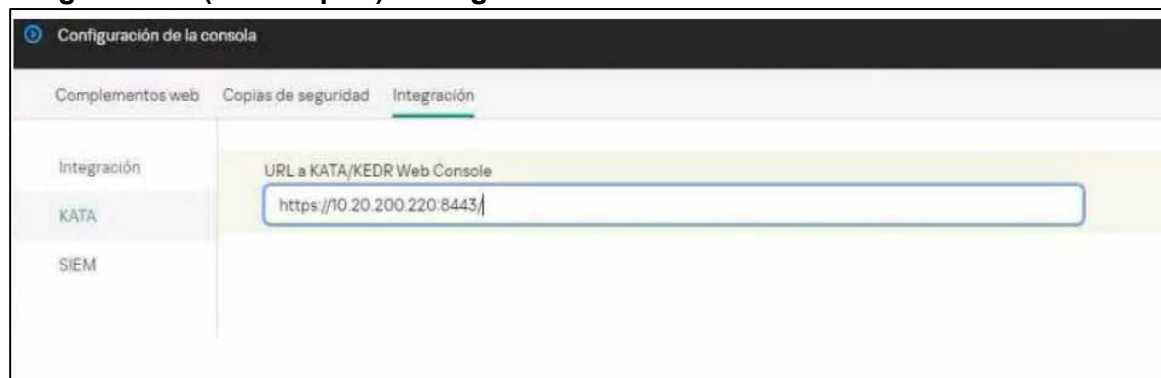 Configuración de la consola
Complementos web Copias de seguridad Integración
Integración
URL a KATA/KEDR Web Console
https://10.20.200.220:8443/
KATA
SIEM